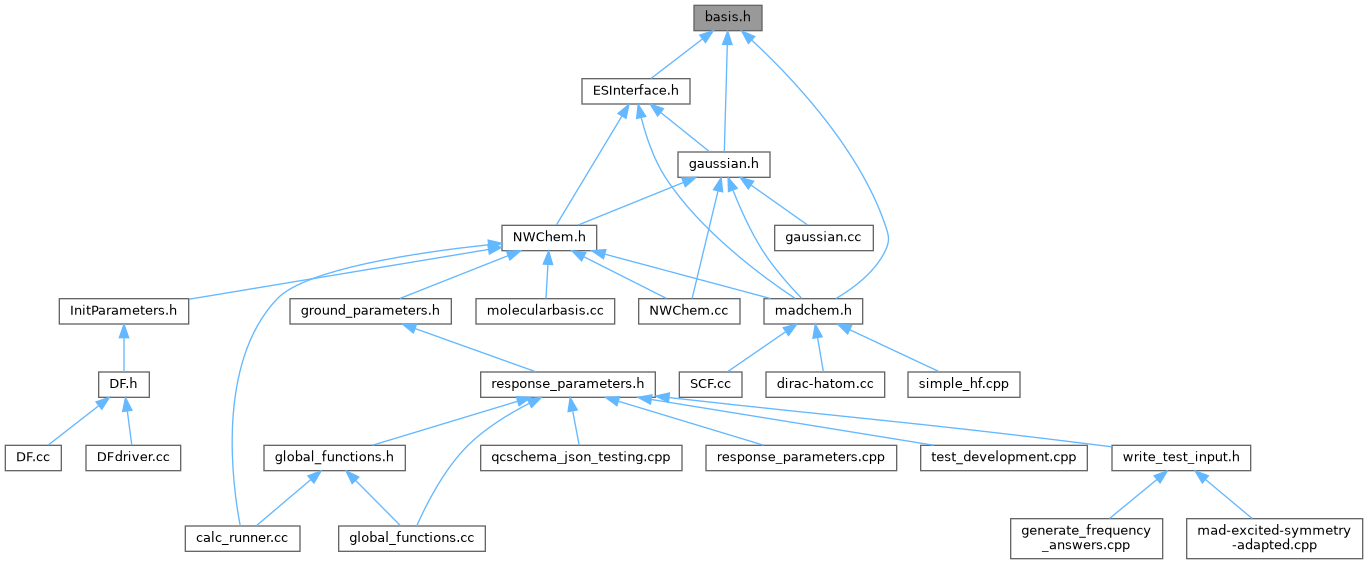 basis.h
ESInterface.h
gaussian.h
NWChem.h
gaussian.cc
InitParameters.h
ground_parameters.h
molecularbasis.cc
NWChem.cc
madchem.h
DF.h
response_parameters.h
SCF.cc
dirac-hatom.cc
simple_hf.cpp
DF.cc
DFdriver.cc
global_functions.h
qcschema_json_testing.cpp
response_parameters.cpp
test_development.cpp
write_test_input.h
calc_runner.cc
global_functions.cc
generate_frequency
_answers.cpp
mad-excited-symmetry
-adapted.cpp